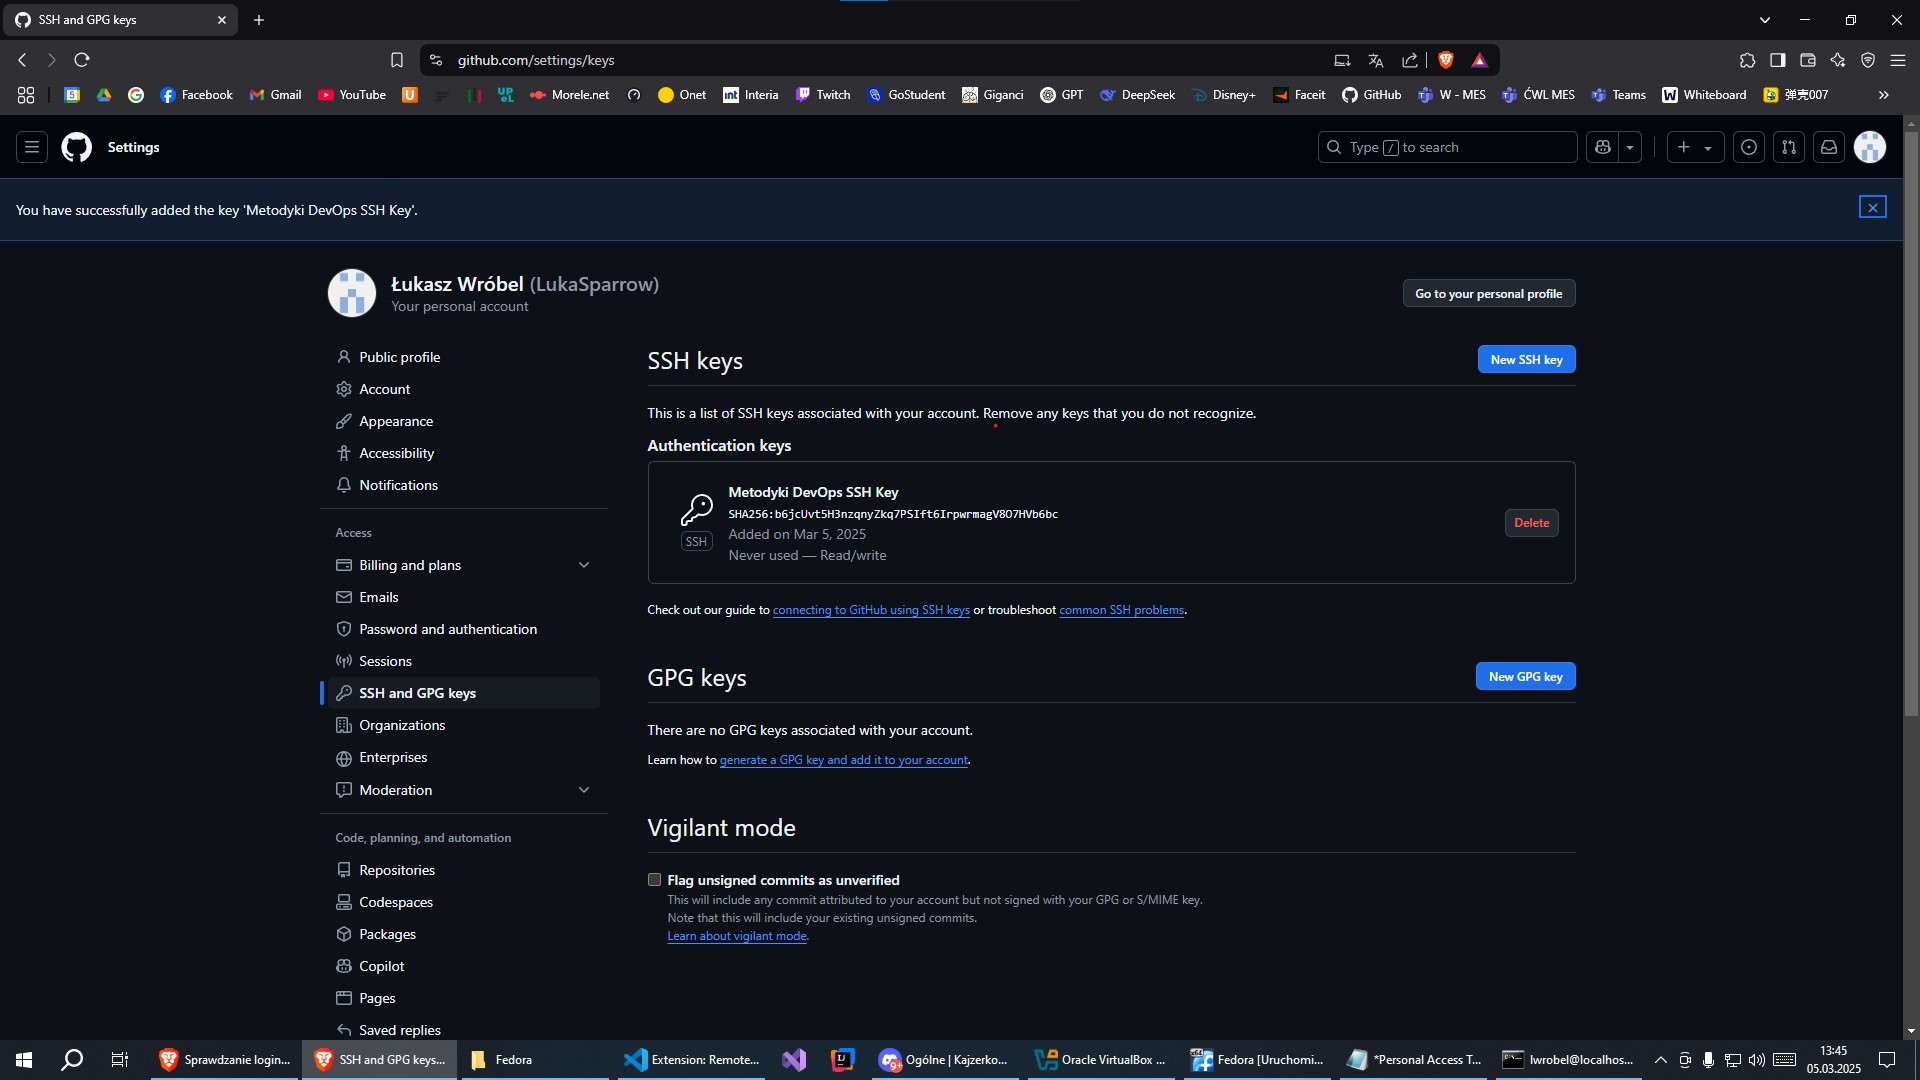 SSH and GPG keys
github.com/settings/keys
5 Facebook Gmail YouTube U UPeL Morele.net Onet int Interia Twitch GoStudent Giganci GPT DeepSeek Disney+ Faceit GitHub W - MES ĆWL MES Teams W Whiteboard 弹壳007
Settings
Type / to search
You have successfully added the key 'Metodyki DevOps SSH Key'.
Łukasz Wróbel (LukaSparrow)
Your personal account
Go to your personal profile
Public profile
Account
Appearance
Accessibility
Notifications
Access
Billing and plans
Emails
Password and authentication
Sessions
SSH and GPG keys
Organizations
Enterprises
Moderation
Code, planning, and automation
Repositories
Codespaces
Packages
Copilot
Pages
Saved replies
SSH keys
New SSH key
This is a list of SSH keys associated with your account. Remove any keys that you do not recognize.
Authentication keys
Metodyki DevOps SSH Key
SHA256:b6jcUvt5H3nzqnyZkq7PSIft6IrpwrmagV8O7HVb6bc
Added on Mar 5, 2025
Never used — Read/write
SSH
Delete
Check out our guide to connecting to GitHub using SSH keys or troubleshoot common SSH problems.
GPG keys
New GPG key
There are no GPG keys associated with your account.
Learn how to generate a GPG key and add it to your account.
Vigilant mode
Flag unsigned commits as unverified
This will include any commit attributed to your account but not signed with your GPG or S/MIME key.
Note that this will include your existing unsigned commits.
Learn about vigilant mode.
Sprawdzanie login...
SSH and GPG keys...
Fedora
Extension: Remote...
IJ
9+ Ogólne | Kajzerko...
Oracle VirtualBox ...
Fedora [Uruchomi...
*Personal Access T...
lwrobel@localhos...
13:45
05.03.2025